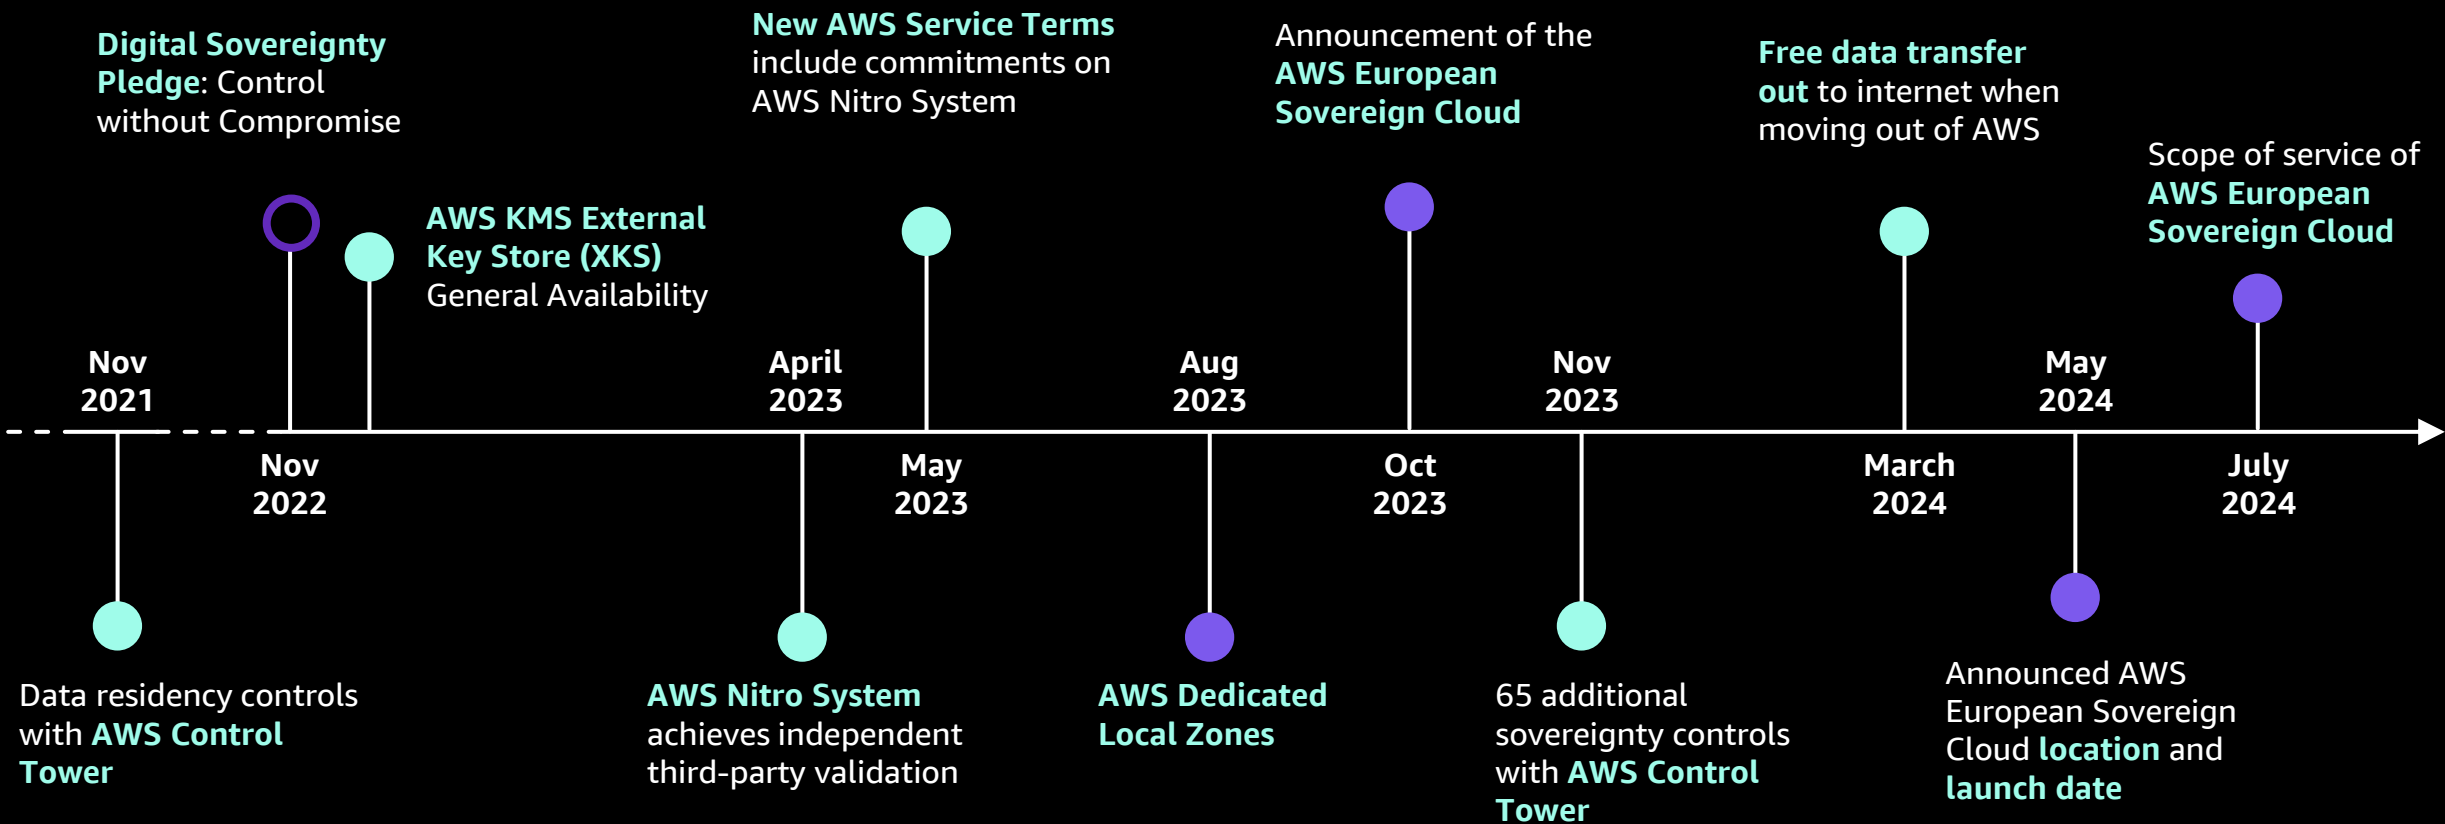 Digital Sovereignty
Pledge: Control
without Compromise
AWS KMS External
Key Store (XKS)
General Availability
New AWS Service Terms
include commitments on
AWS Nitro System
Announcement of the
AWS European
Sovereign Cloud
Free data transfer
out to internet when
moving out of AWS
Scope of service of
AWS European
Sovereign Cloud
Nov
2021
April
2023
Aug
2023
Nov
2023
May
2024
Nov
2022
May
2023
Oct
2023
March
2024
July
2024
Data residency controls
with AWS Control
Tower
AWS Nitro System
achieves independent
third-party validation
AWS Dedicated
Local Zones
65 additional
sovereignty controls
with AWS Control
Tower
Announced AWS
European Sovereign
Cloud location and
launch date